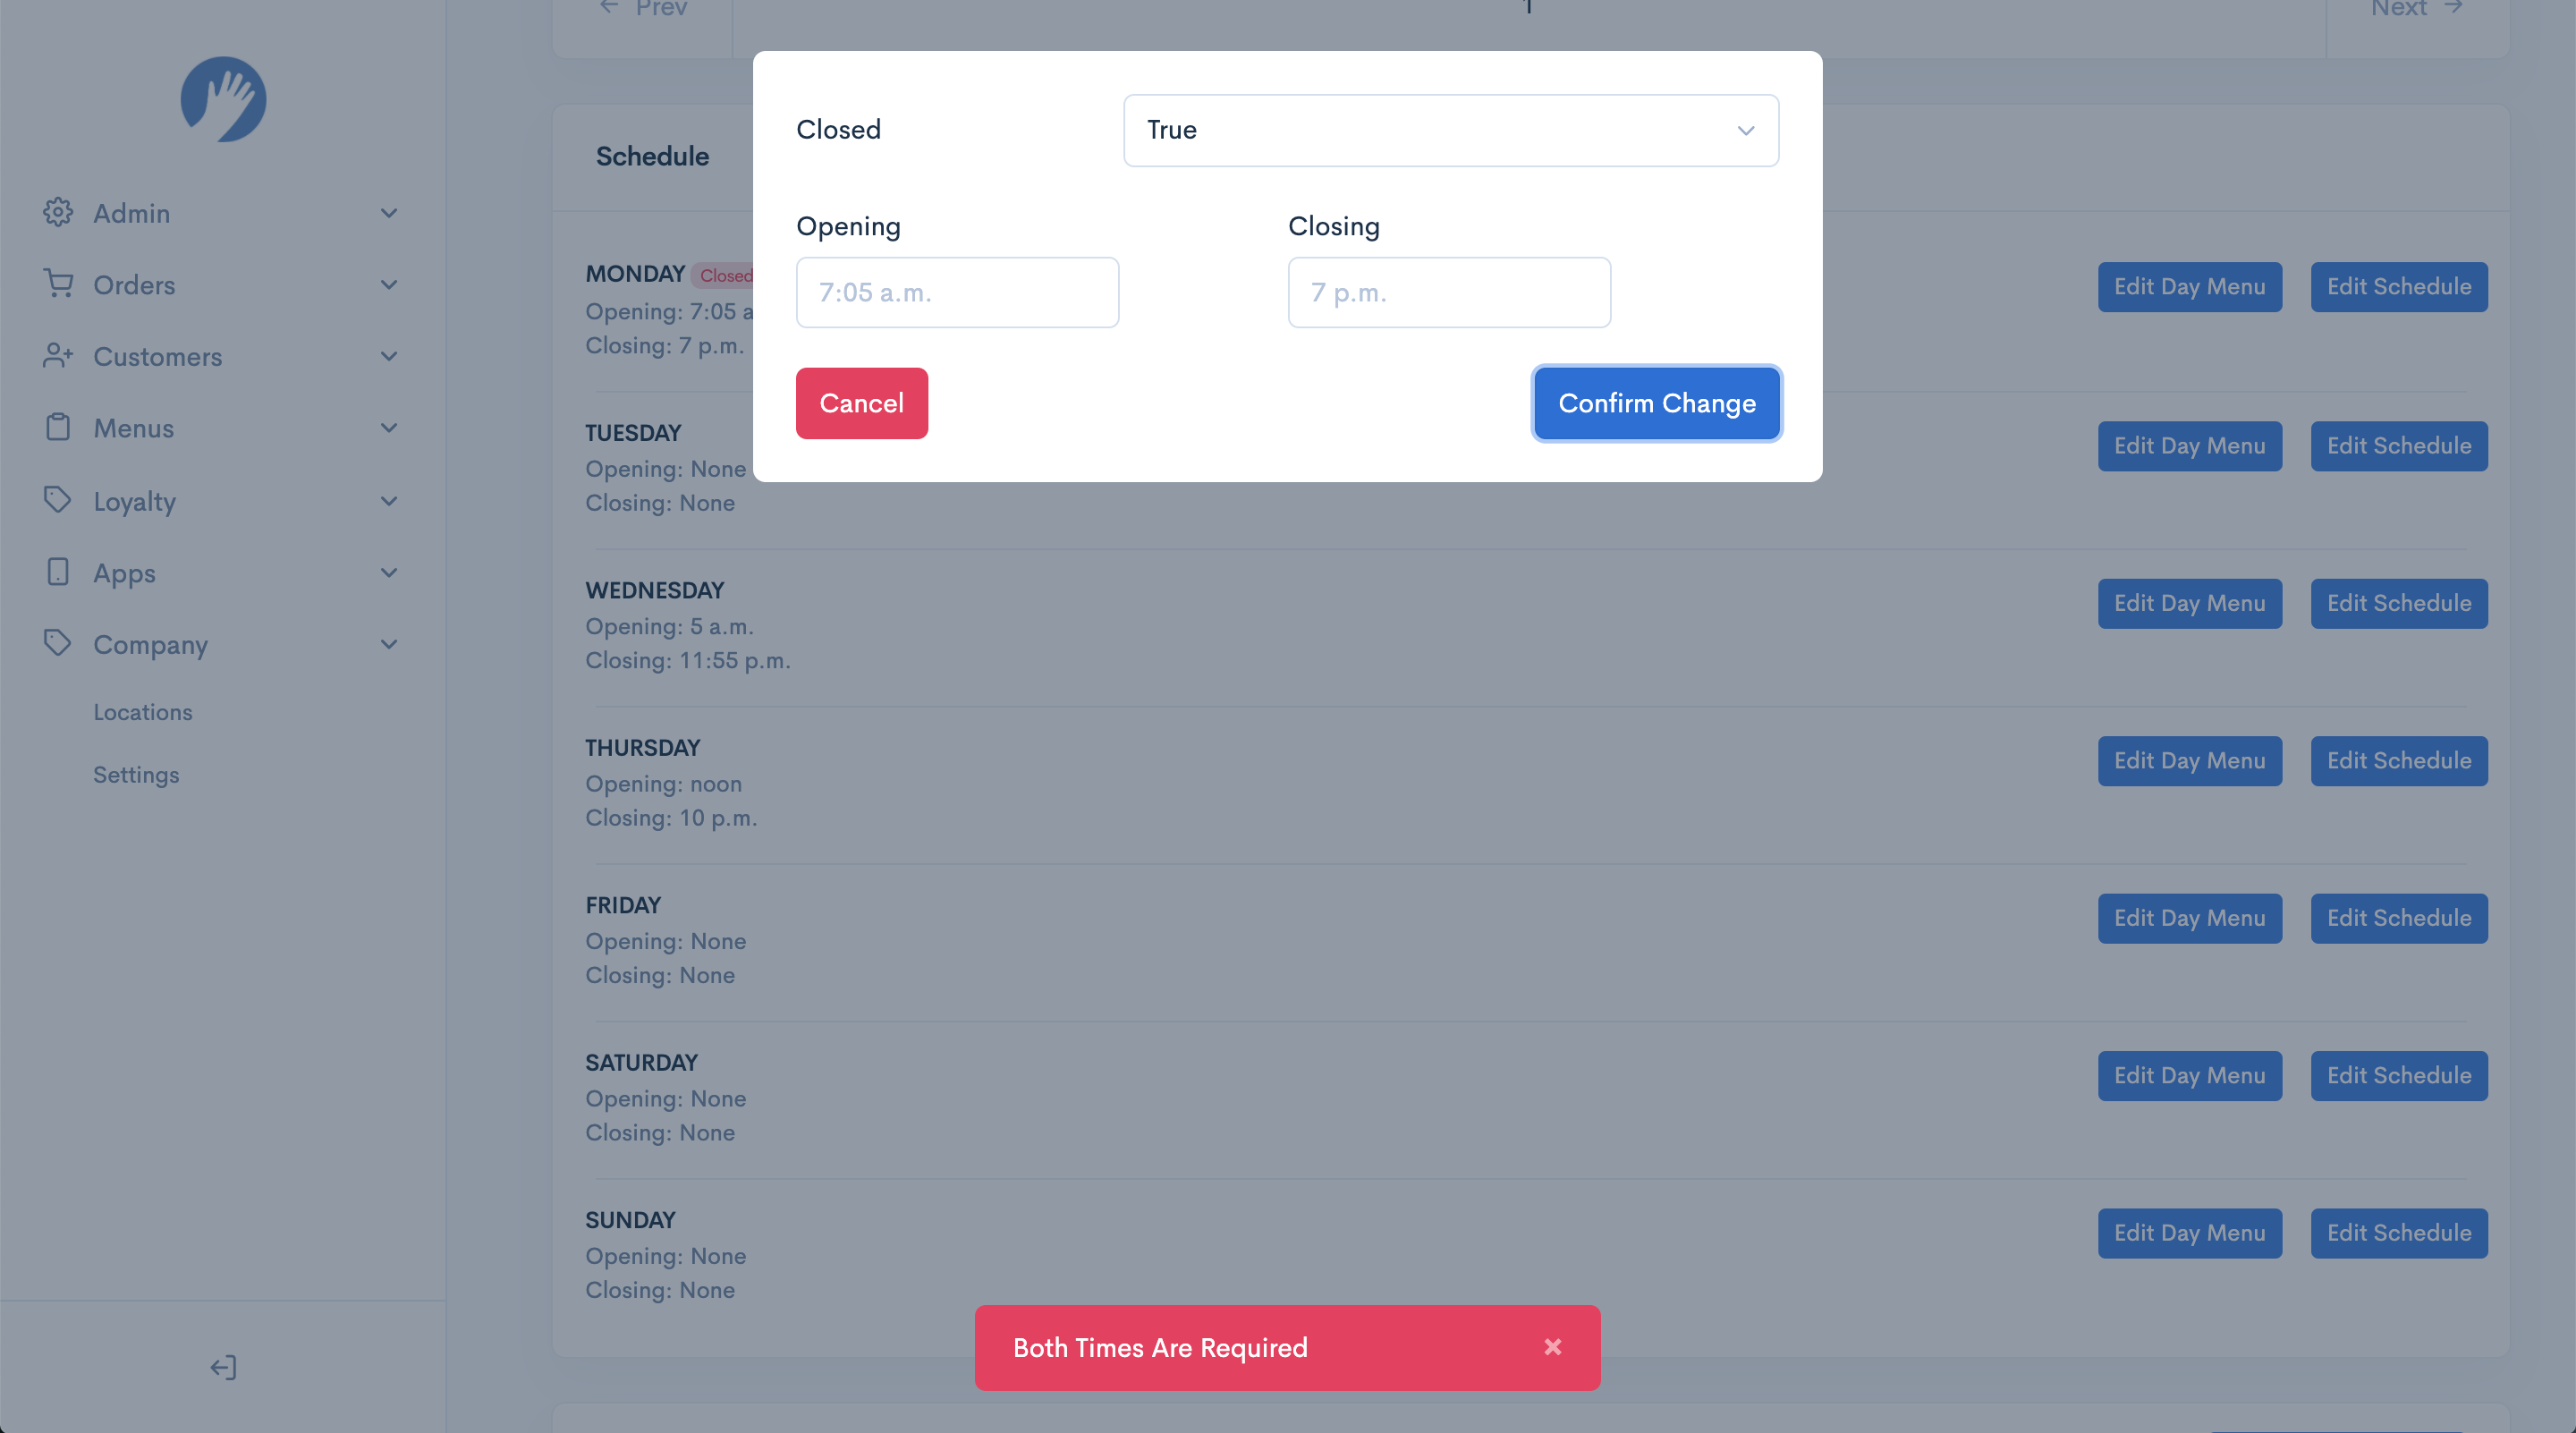 Prev
1
Next
Closed
True
Schedule
Opening
Closing
7:05 a.m.
7 p.m.
Cancel
Confirm Change
Admin
Orders
Customers
Menus
Loyalty
Apps
Company
Locations
Settings
MONDAY Closed
Opening: 7:05 a
Closing: 7 p.m.
Edit Day Menu
Edit Schedule
TUESDAY
Opening: None
Closing: None
Edit Day Menu
Edit Schedule
WEDNESDAY
Opening: 5 a.m.
Closing: 11:55 p.m.
Edit Day Menu
Edit Schedule
THURSDAY
Opening: noon
Closing: 10 p.m.
Edit Day Menu
Edit Schedule
FRIDAY
Opening: None
Closing: None
Edit Day Menu
Edit Schedule
SATURDAY
Opening: None
Closing: None
Edit Day Menu
Edit Schedule
SUNDAY
Opening: None
Closing: None
Edit Day Menu
Edit Schedule
Both Times Are Required